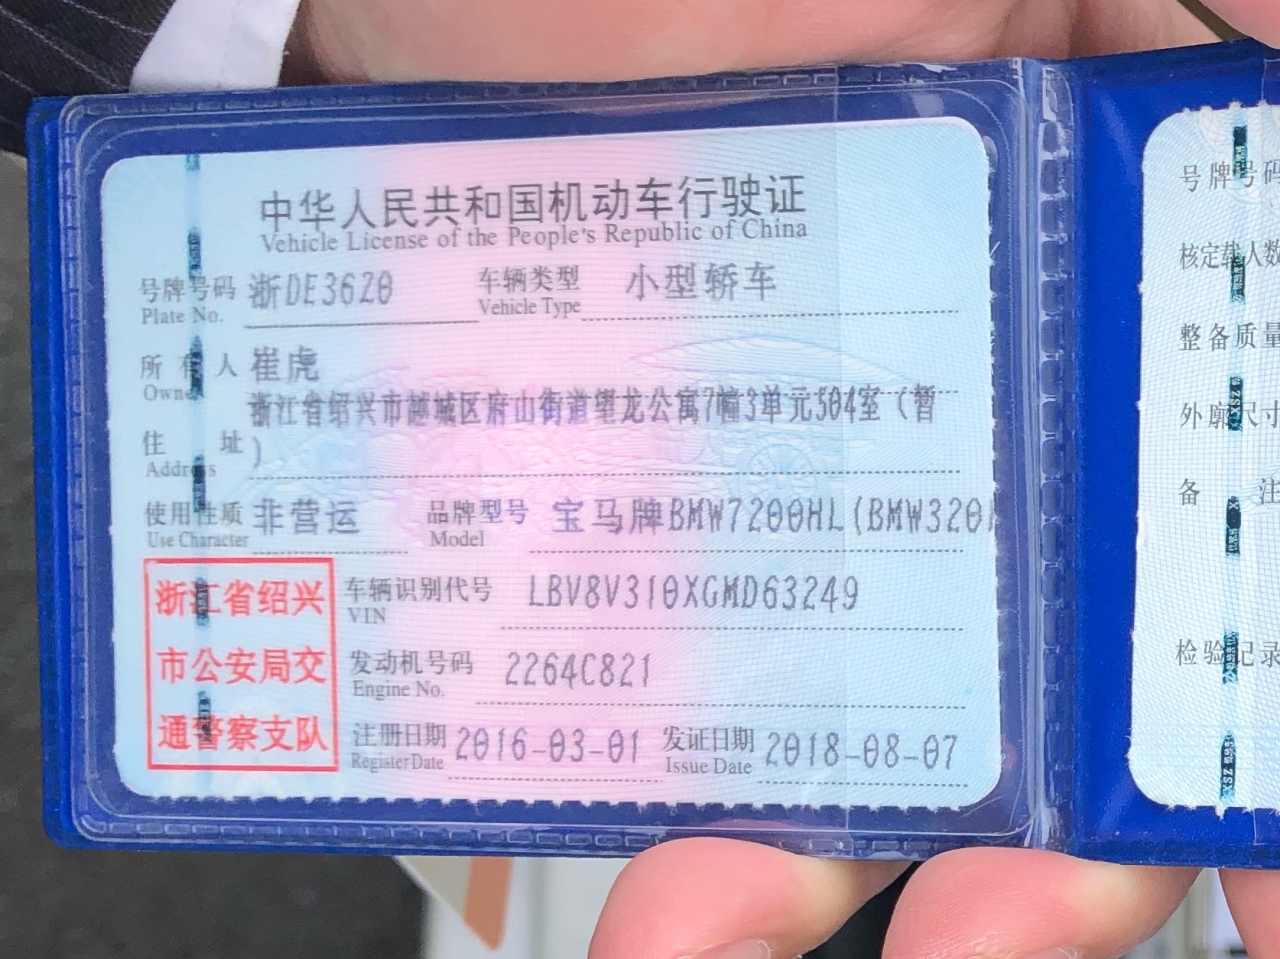 中华人民共和国机动车行驶证
Vehicle License of the People's Republic of China
号牌号码 浙DE3620 车辆类型 小型轿车
Plate No. Vehicle Type
所有人 崔虎
Owner
浙江省绍兴市越城区府山街道望龙公寓7幢3单元504室（暂
住 址 ）
Address
使用性质 非营运 品牌型号 宝马牌BMW7200HL(BMW320
Use Character Model
浙江省绍兴
市公安局交
通警察支队
车辆识别代号 LBV8V310XGMD63249
VIN
发动机号码 2264C821
Engine No.
注册日期 2016-03-01 发证日期 2018-08-07
Register Date Issue Date
号牌号码
核定载人数
整备质量
外廓尺寸
备 注
检验记录